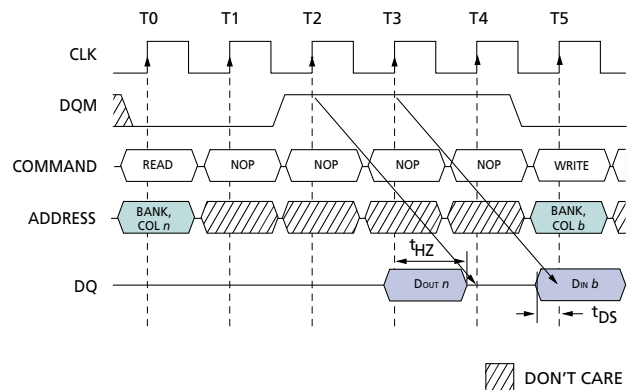 T0 T1 T2 T3 T4 T5
CLK
DQM
COMMAND READ NOP NOP NOP NOP WRITE
ADDRESS BANK, COL n BANK, COL b
tHZ
DQ DOUT n DIN b
tDS
DON'T CARE